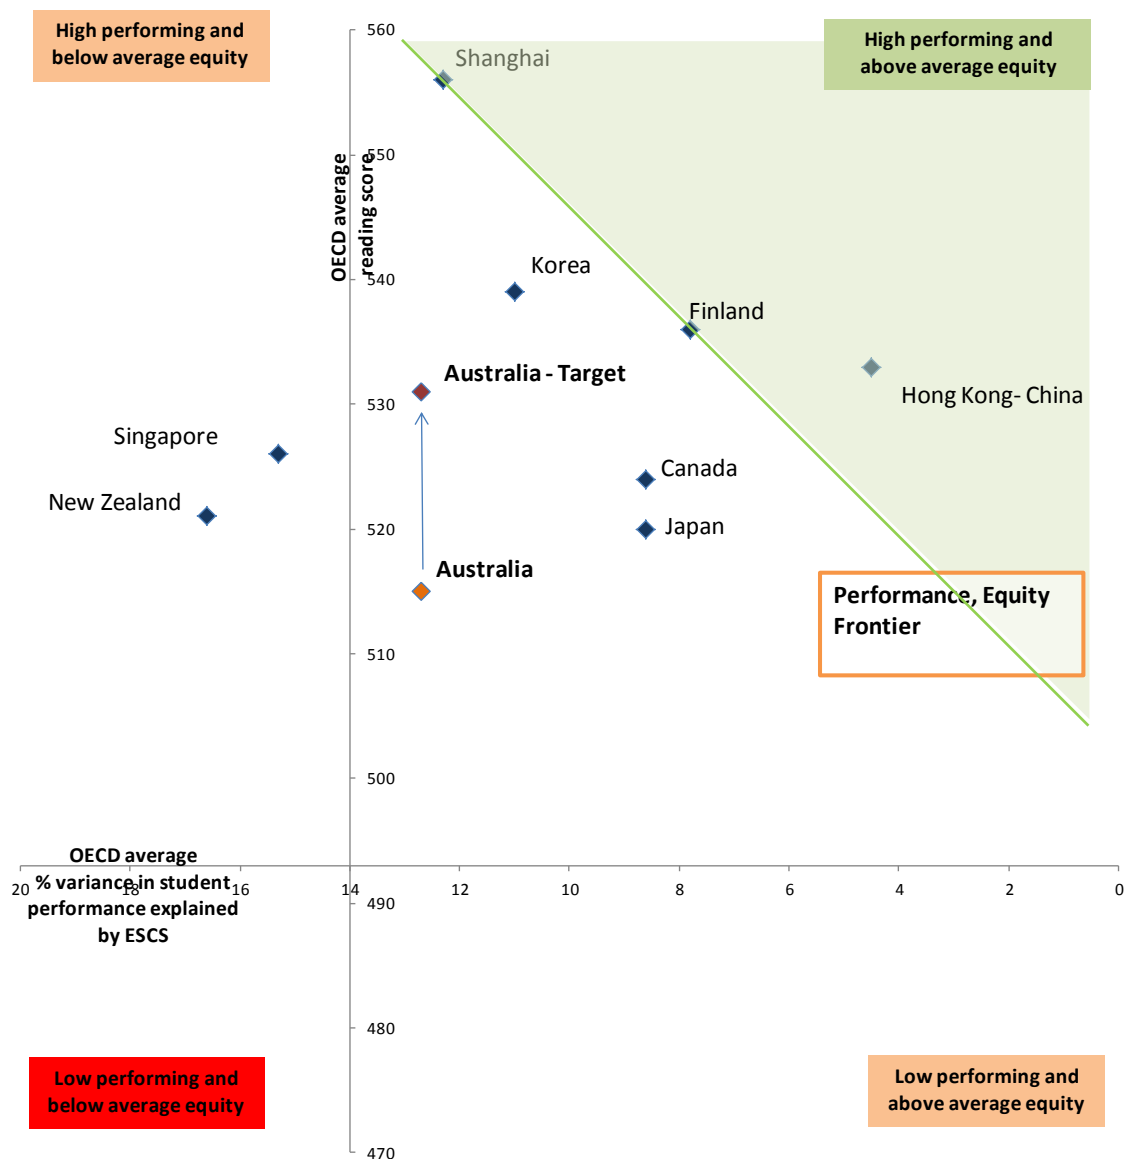 High performing and
below average equity
High performing and
above average equity
560
550
540
530
520
510
500
490
480
470
OECD average
reading score
Shanghai
Korea
Finland
Australia - Target
Hong Kong- China
Singapore
New Zealand
Canada
Japan
Australia
Performance, Equity
Frontier
20
18
16
14
12
10
8
6
4
2
0
OECD average
% variance in student
performance explained
by ESCS
Low performing and
below average equity
Low performing and
above average equity